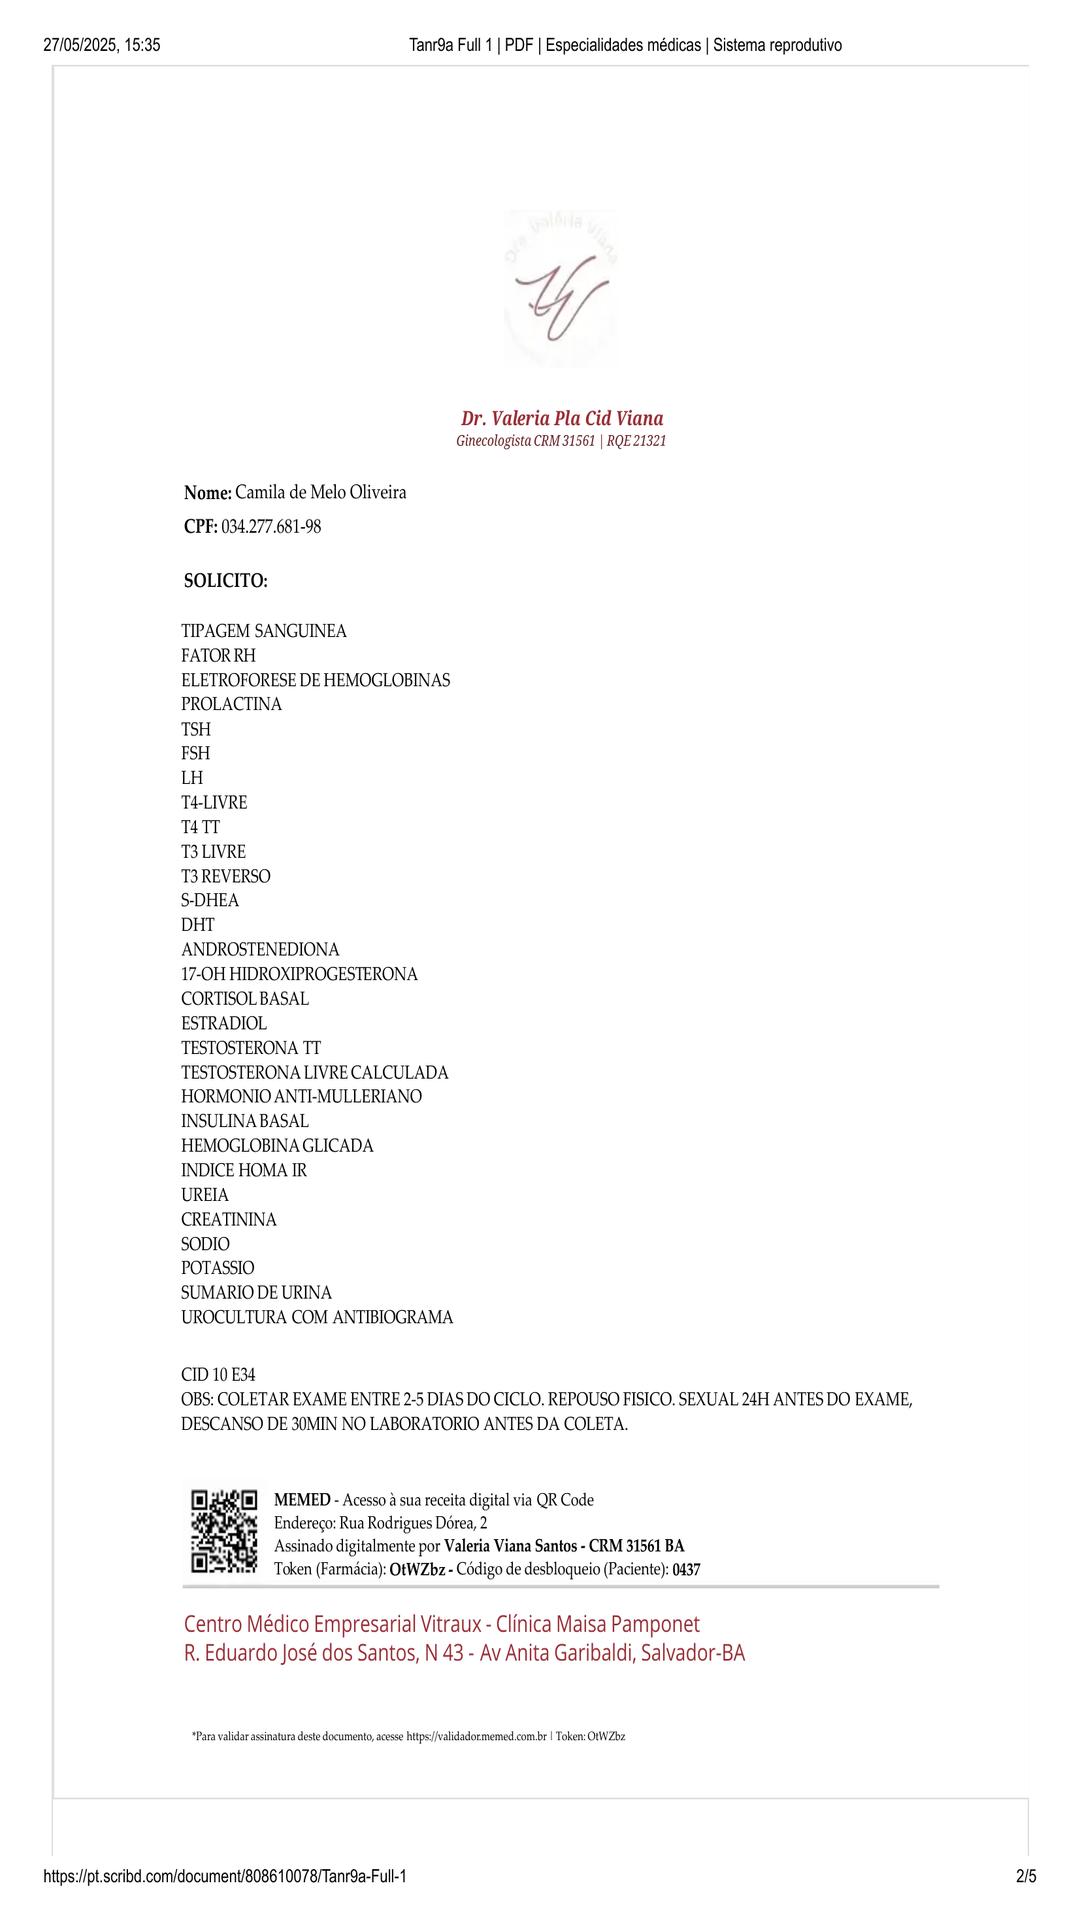 27/05/2025, 15:35
Tanr9a Full 1 | PDF | Especialidades médicas | Sistema reprodutivo
Dra. Valéria Viana
Dr. Valeria Pla Cid Viana
Ginecologista CRM 31561 | RQE 21321
Nome: Camila de Melo Oliveira
CPF: 034.277.681-98
SOLICITO:
TIPAGEM SANGUINEA
FATOR RH
ELETROFORESE DE HEMOGLOBINAS
PROLACTINA
TSH
FSH
LH
T4-LIVRE
T4 TT
T3 LIVRE
T3 REVERSO
S-DHEA
DHT
ANDROSTENEDIONA
17-OH HIDROXIPROGESTERONA
CORTISOL BASAL
ESTRADIOL
TESTOSTERONA TT
TESTOSTERONA LIVRE CALCULADA
HORMONIO ANTI-MULLERIANO
INSULINA BASAL
HEMOGLOBINA GLICADA
INDICE HOMA IR
UREIA
CREATININA
SODIO
POTASSIO
SUMARIO DE URINA
UROCULTURA COM ANTIBIOGRAMA
CID 10 E34
OBS: COLETAR EXAME ENTRE 2-5 DIAS DO CICLO. REPOUSO FISICO. SEXUAL 24H ANTES DO EXAME,
DESCANSO DE 30MIN NO LABORATORIO ANTES DA COLETA.
MEMED - Acesso à sua receita digital via QR Code
Endereço: Rua Rodrigues Dórea, 2
Assinado digitalmente por Valeria Viana Santos - CRM 31561 BA
Token (Farmácia): OtWZbz - Código de desbloqueio (Paciente): 0437
Centro Médico Empresarial Vitraux - Clínica Maisa Pamponet
R. Eduardo José dos Santos, N 43 - Av Anita Garibaldi, Salvador-BA
*Para validar assinatura deste documento, acesse https://validador.memed.com.br | Token: OtWZbz
https://pt.scribd.com/document/808610078/Tanr9a-Full-1
2/5